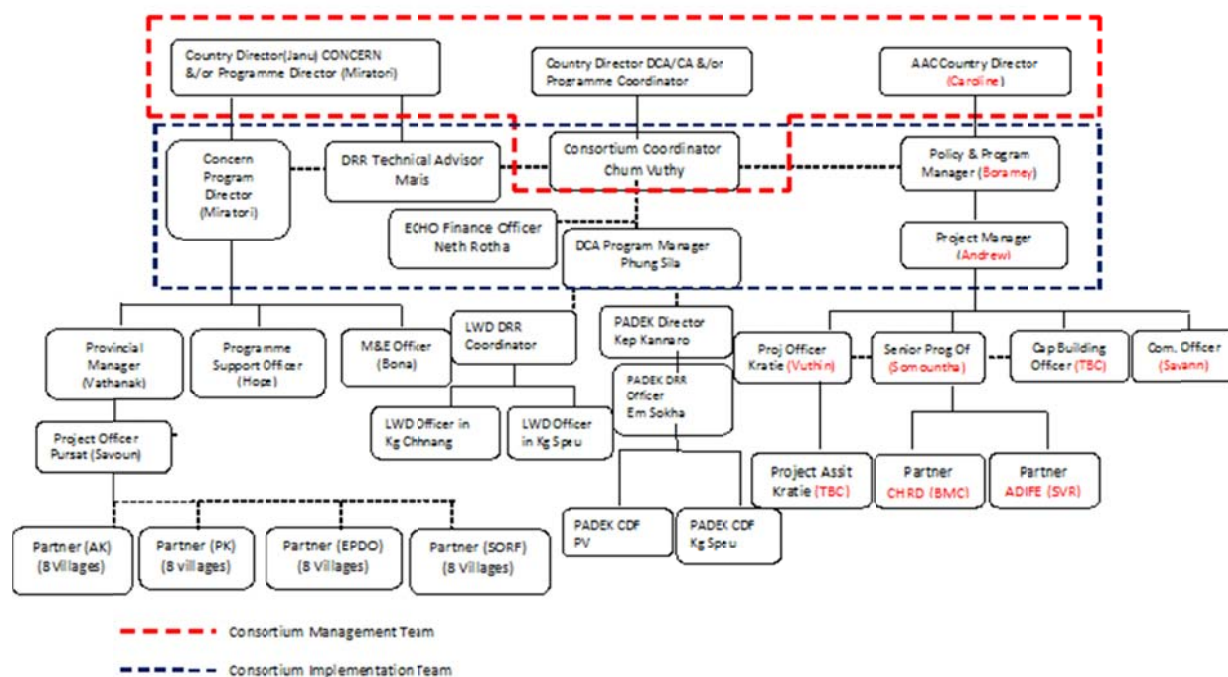 Country Director(Janu) CONCERN
&/or Programme Director (Miratori)
Country Director DCA/CA &/or
Programme Coordinator
AAC Country Director
(Caroline)
Concern
Program
Director
(Miratori)
DRR Technical Advisor
Maris
Consortium Coordinator
Chum Vuthy
Policy & Program
Manager (Boramey)
ECHO Finance Officer
Neth Rotha
DCA Program Manager
Phung Sila
Project Manager
(Andrew)
Provincial
Manager
(Vathanak)
Programme
Support Officer
(Hope)
M&E Officer
(Bona)
LWD DRR
Coordinator
PADEK Director
Kep Kannaro
Proj Officer
Kratie (Vuthin)
Senior Prog Of
(Somountha)
Cap Building
Officer (TBC)
Com. Officer
(Savann)
PADEK DRR
Officer
Em Sokha
Project Officer
Pursat (Savoun)
LWD Officer in
Kg Chhnang
LWD Officer
in Kg Speu
Project Assit
Kratie (TBC)
Partner
CHRD (BMC)
Partner
ADIFE (SVR)
Partner (AK)
(8 Villages)
Partner (PK)
(8 villages)
Partner (EPDO)
(8 Villages)
Partner (SORF)
(8 Villages)
PADEK CDF
PV
PADEK CDF
Kg Speu
Consortium Management Team
Consortium Implementation Team